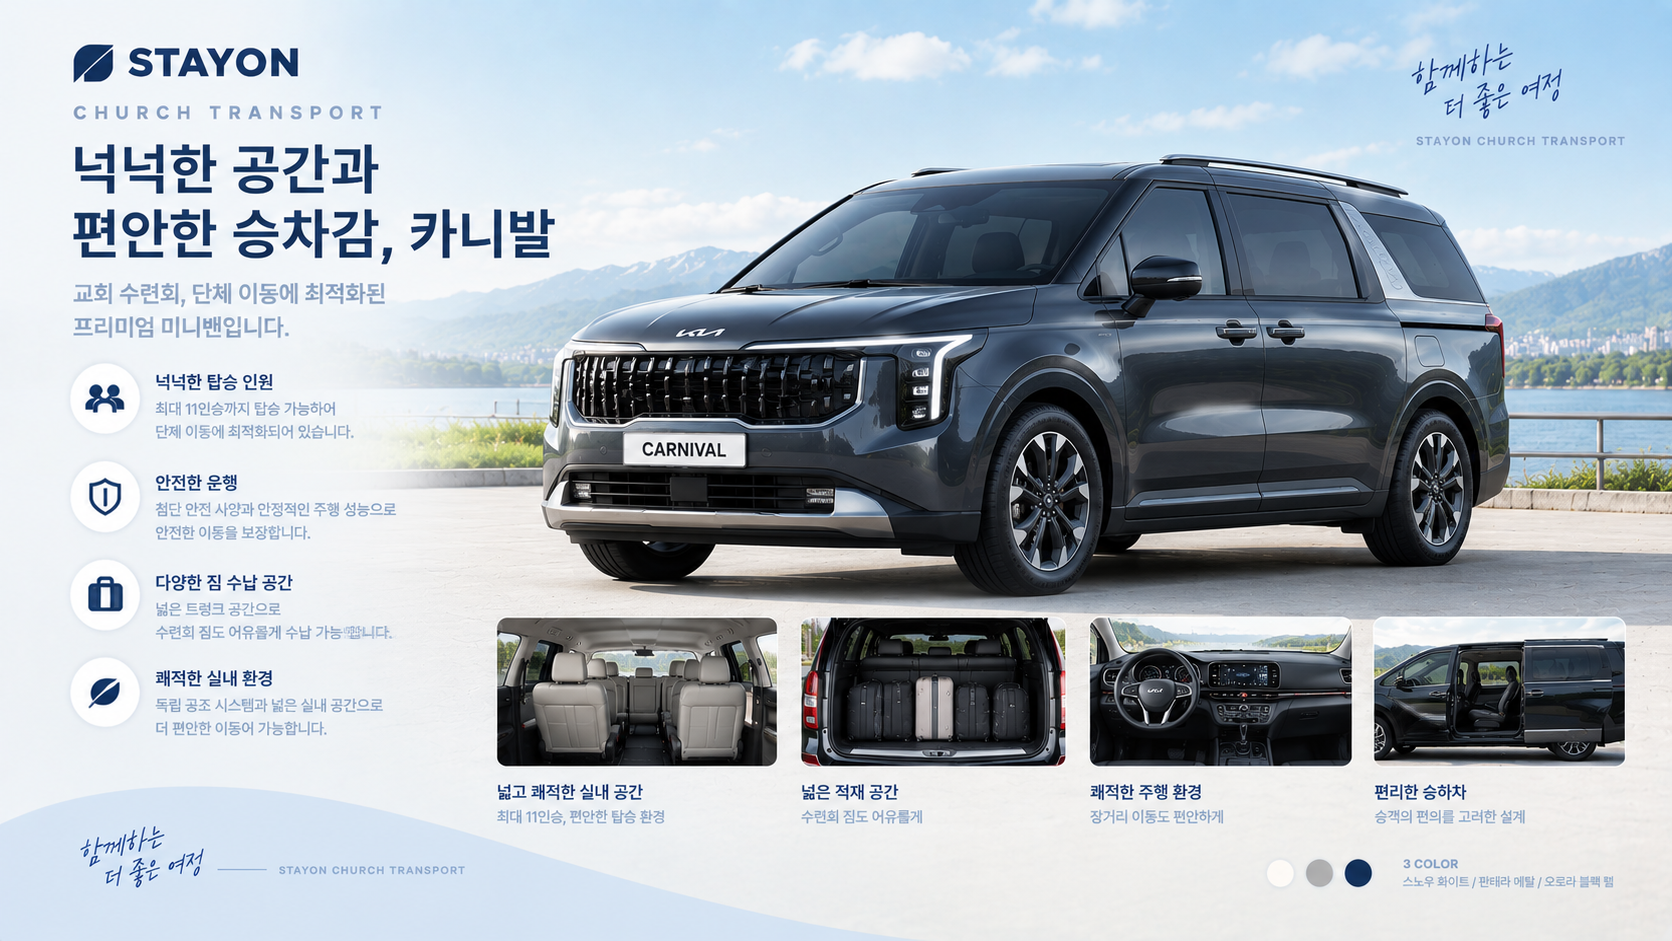 STAYON
CHURCH TRANSPORT
넉넉한 공간과
편안한 승차감, 카니발
교회 수련회, 단체 이동에 최적화된
프리미엄 미니밴입니다.
넉넉한 탑승 인원
최대 11인승까지 탑승 가능하어
단체 이동에 최적화되어 있습니다.
안전한 운행
첨단 안전 사양과 안정적인 주행 성능으로
안전한 이동을 보장합니다.
다양한 짐 수납 공간
넒은 트렁크 공간으로
수련회 짐도 어유롭게 수납 가능
쾌적한 실내 환경
독립 공조 시스템과 넒은 실내 공간으로
더 편안한 이동어 가능합니다.
함께하는
더 좋은 여정
STAYON CHURCH TRANSPORT
KIA
CARNIVAL
넓고 쾌적한 실내 공간
최대 11인승, 편안한 탑승 환경
넒은 적재 공간
수련회 짐도 어유롭게
쾌적한 주행 환경
장거리 이동도 편안하게
편리한 승하차
승객의 편의를 고려한 설계
함께하는
더 좋은 여정
STAYON CHURCH TRANSPORT
3 COLOR
스노우 화이트 / 판태라 메탈 / 오로라 블랙 펄